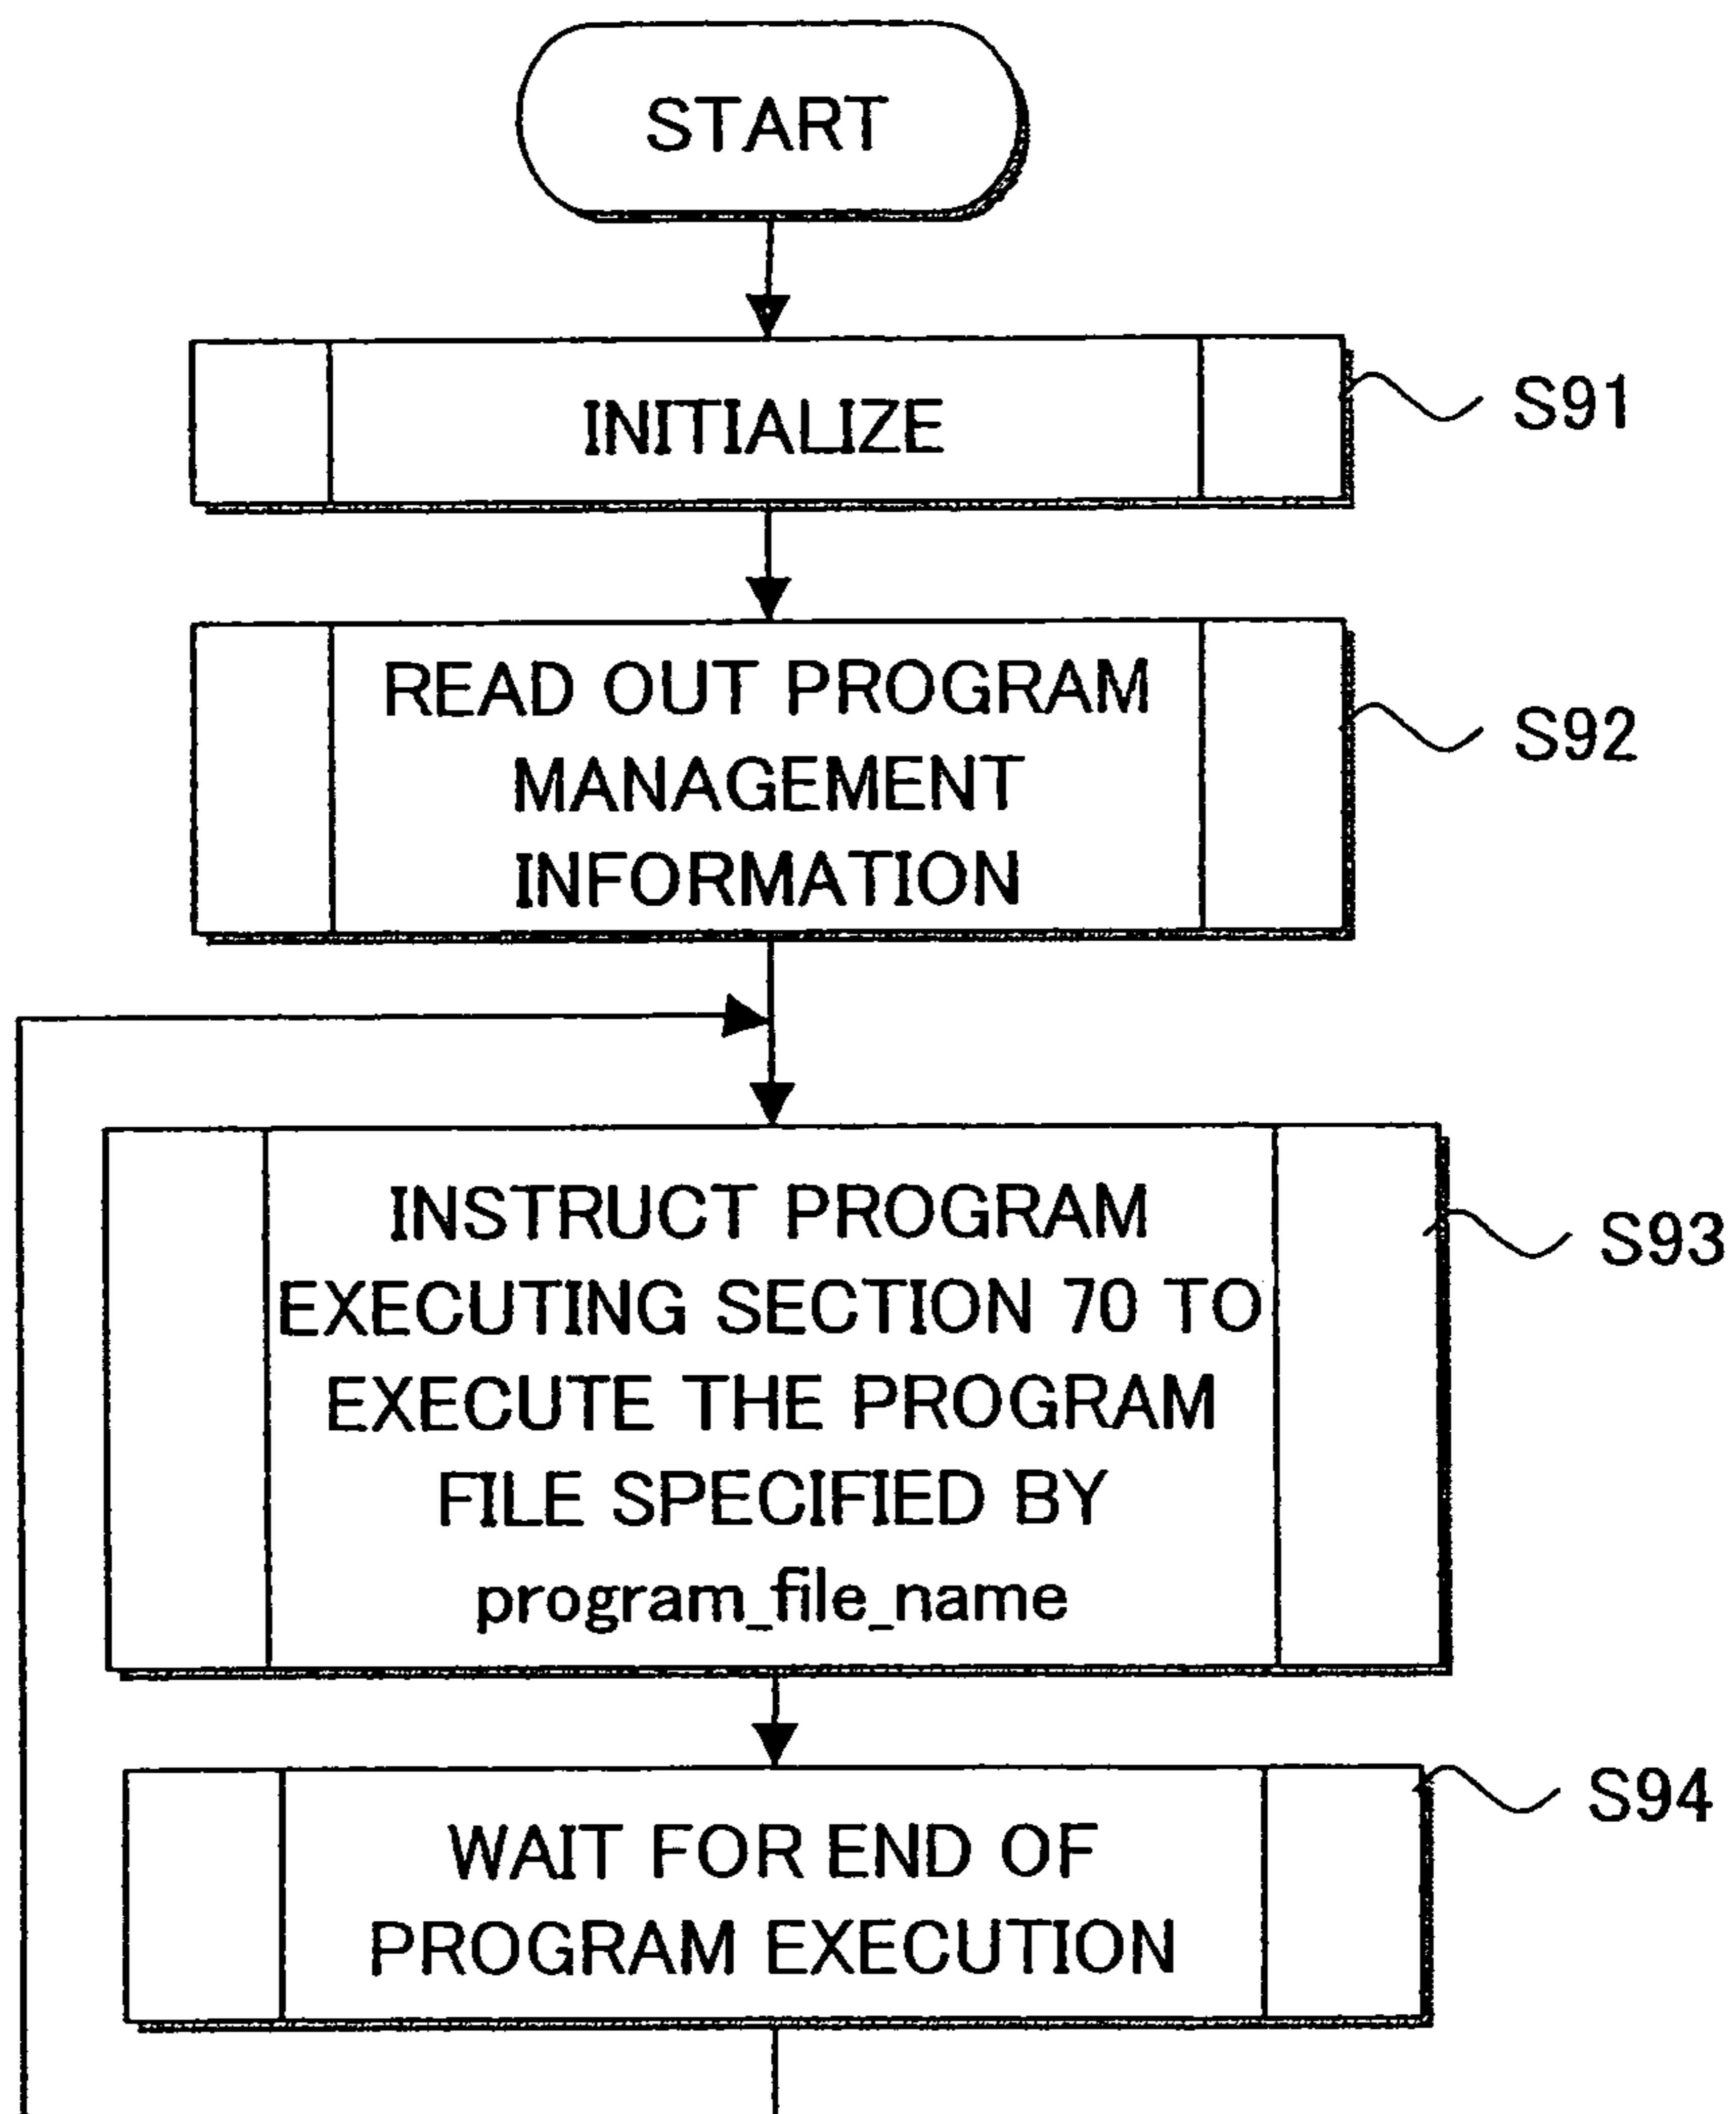 START
INITIALIZE
S91
READ OUT PROGRAM
MANAGEMENT
INFORMATION
S92
INSTRUCT PROGRAM
EXECUTING SECTION 70 TO
EXECUTE THE PROGRAM
FILE SPECIFIED BY
program_file_name
S93
WAIT FOR END OF
PROGRAM EXECUTION
S94